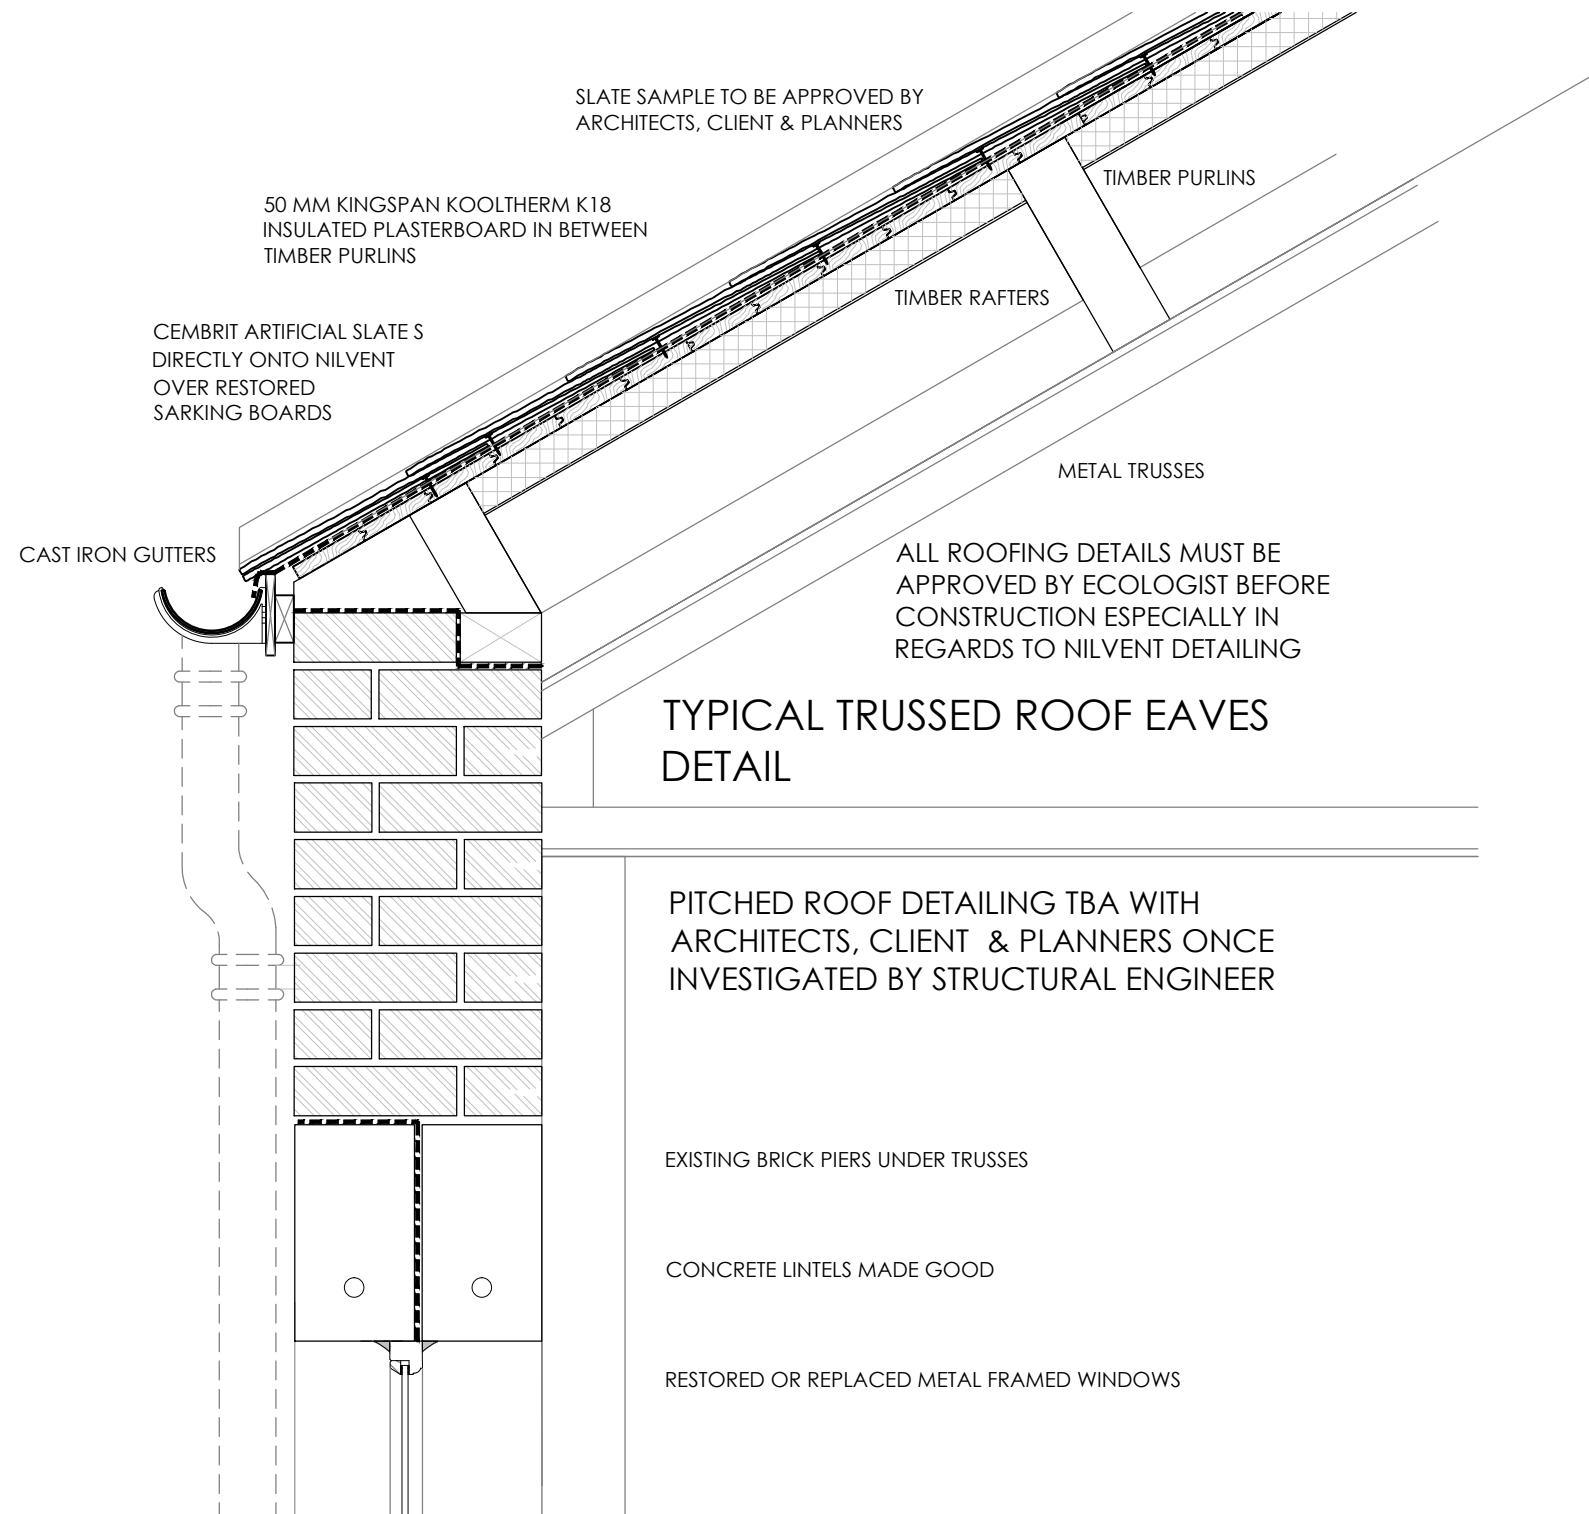 SLATE SAMPLE TO BE APPROVED BY
ARCHITECTS, CLIENT & PLANNERS
TIMBER PURLINS
50 MM KINGSPAN KOOLTHERM K18
INSULATED PLASTERBOARD IN BETWEEN
TIMBER PURLINS
TIMBER RAFTERS
CEMBRIT ARTIFICIAL SLATE S
DIRECTLY ONTO NILVENT
OVER RESTORED
SARKING BOARDS
METAL TRUSSES
CAST IRON GUTTERS
ALL ROOFING DETAILS MUST BE
APPROVED BY ECOLOGIST BEFORE
CONSTRUCTION ESPECIALLY IN
REGARDS TO NILVENT DETAILING
TYPICAL TRUSSED ROOF EAVES
DETAIL
PITCHED ROOF DETAILING TBA WITH
ARCHITECTS, CLIENT & PLANNERS ONCE
INVESTIGATED BY STRUCTURAL ENGINEER
EXISTING BRICK PIERS UNDER TRUSSES
CONCRETE LINTELS MADE GOOD
RESTORED OR REPLACED METAL FRAMED WINDOWS